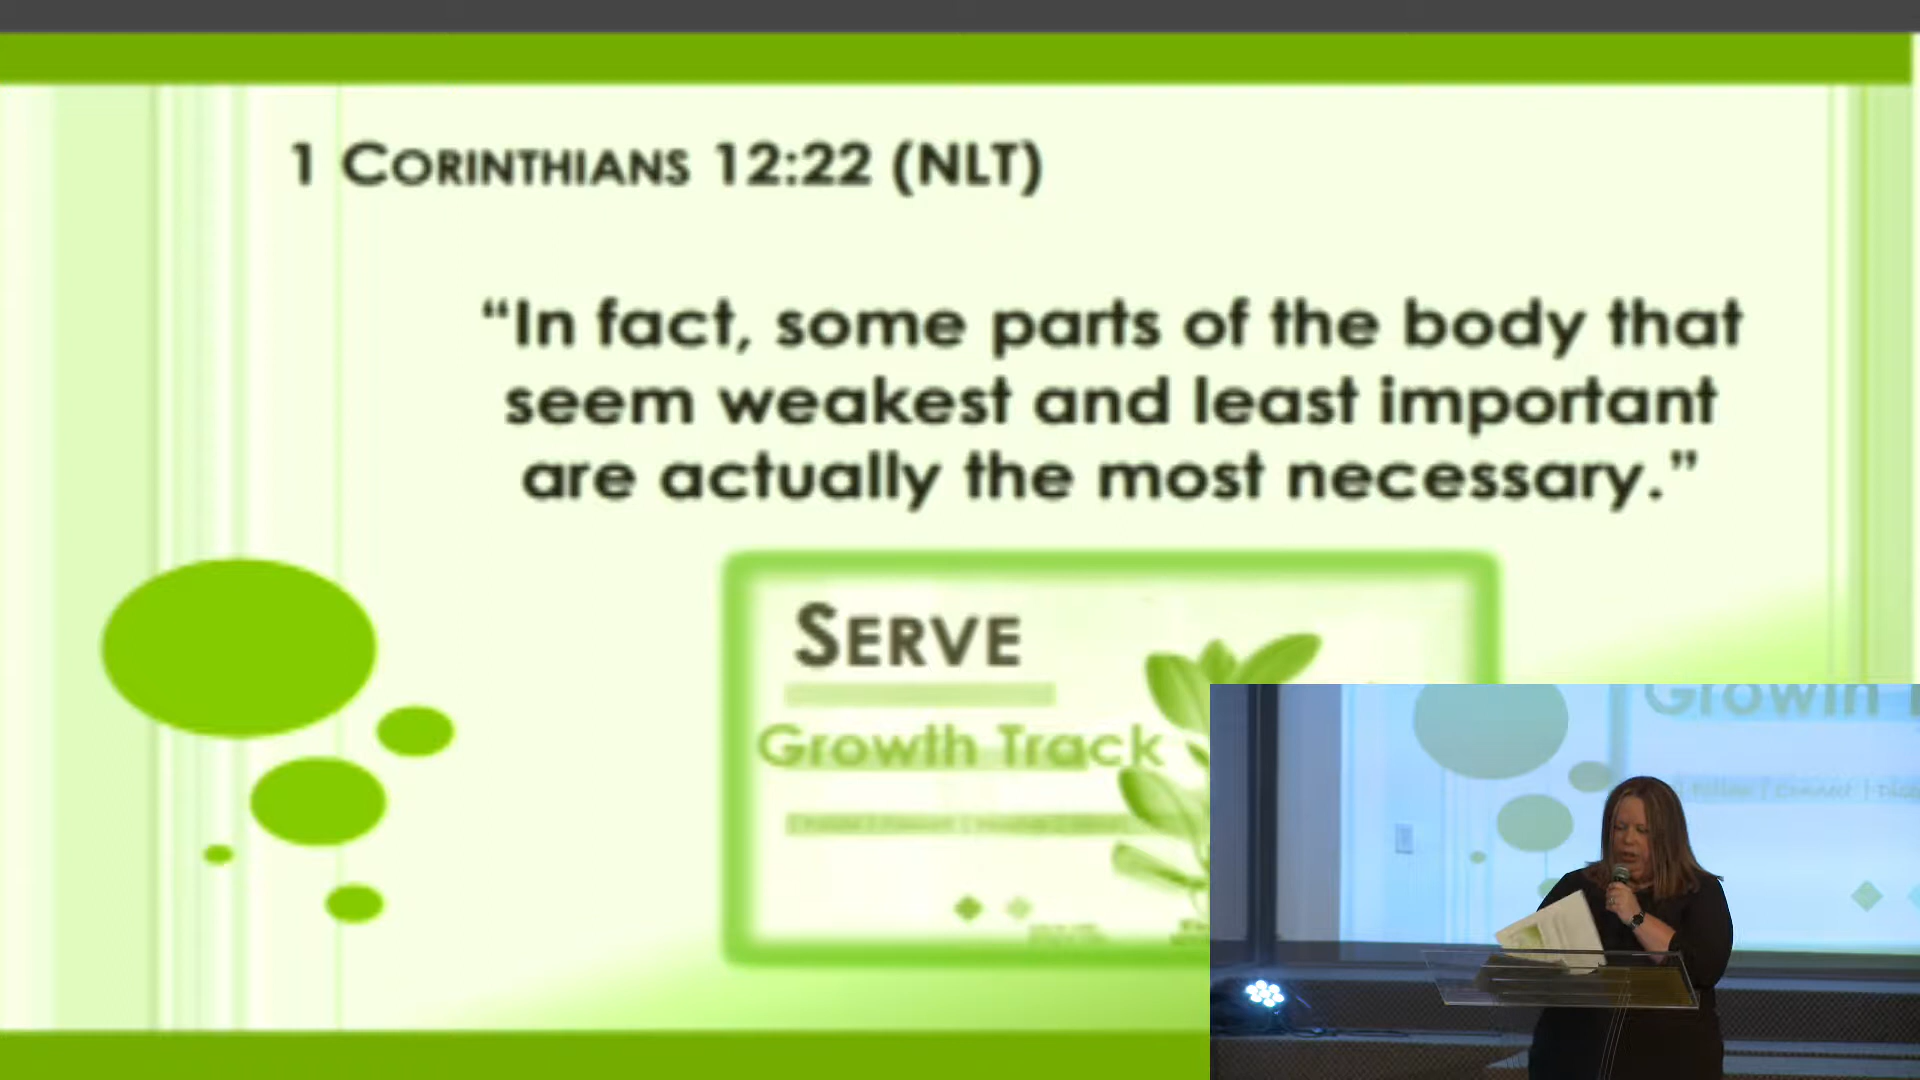 1 CORINTHIANS 12:22 (NLT)
“In fact, some parts of the body that
seem weakest and least important
are actually the most necessary.”
SERVE
Growth Track
Growth